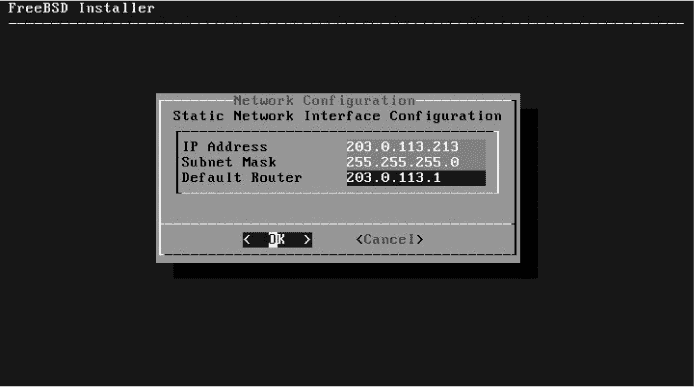 FreeBSD Installer
Network Configuration
Static Network Interface Configuration
IP Address 203.0.113.213
Subnet Mask 255.255.255.0
Default Router 203.0.113.1
< OK > <Cancel>